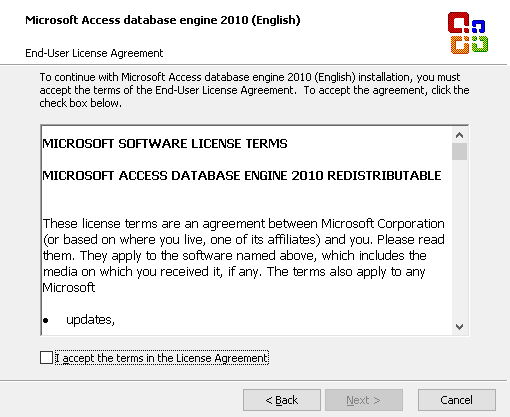 Microsoft Access database engine 2010 (English)
End-User License Agreement
To continue with Microsoft Access database engine 2010 (English) installation, you must
accept the terms of the End-User License Agreement.  To accept the agreement, click the
check box below.
MICROSOFT SOFTWARE LICENSE TERMS
MICROSOFT ACCESS DATABASE ENGINE 2010 REDISTRIBUTABLE
These license terms are an agreement between Microsoft Corporation
(or based on where you live, one of its affiliates) and you. Please read
them. They apply to the software named above, which includes the
media on which you received it, if any. The terms also apply to any
Microsoft
• updates,
I accept the terms in the License Agreement
< Back
Next >
Cancel